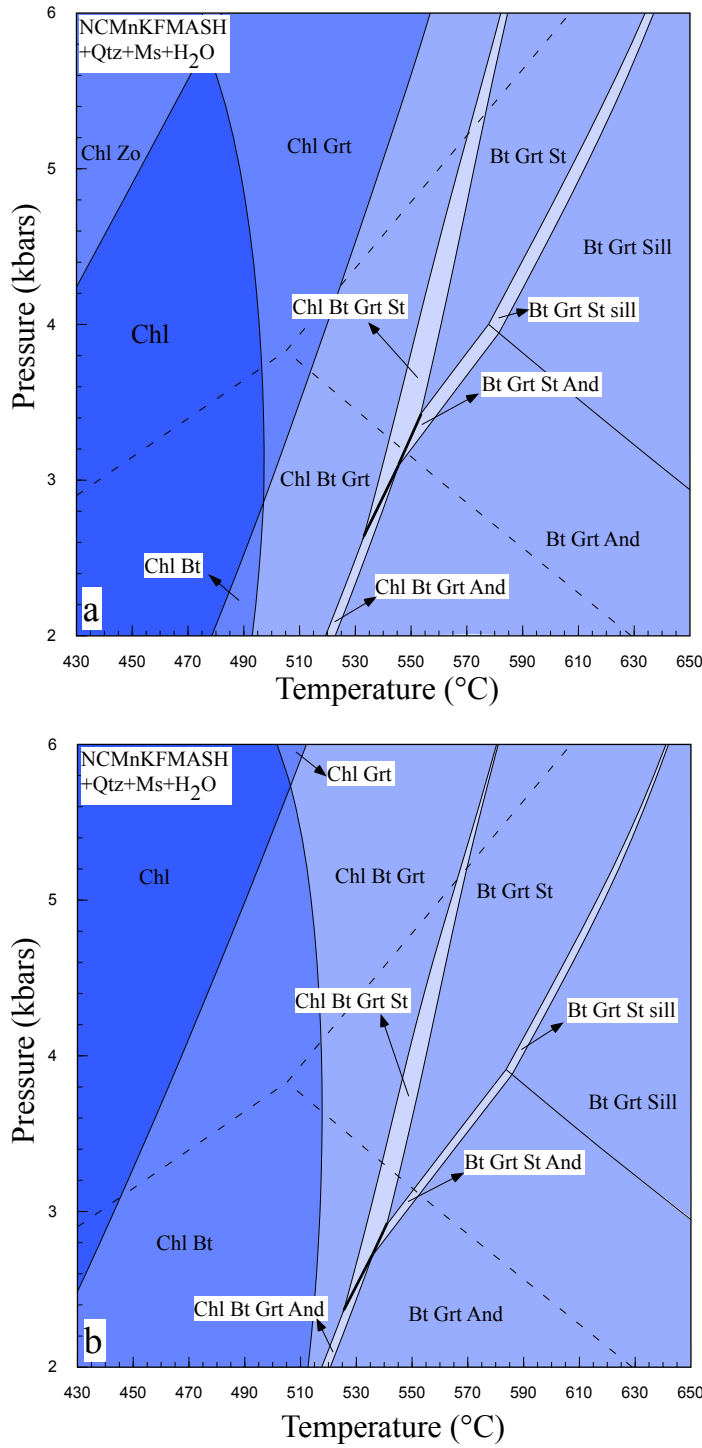 NCMnKFMASH
+Qtz+Ms+H2O
Chl Zo
Chl Grt
Bt Grt St
Bt Grt Sill
Chl
Chl Bt Grt St
Bt Grt St sill
Bt Grt St And
Chl Bt Grt
Bt Grt And
Chl Bt
Chl Bt Grt And
a
6
5
4
3
2
Pressure (kbars)
430 450 470 490 510 530 550 570 590 610 630 650
Temperature (°C)
NCMnKFMASH
+Qtz+Ms+H2O
Chl Grt
Chl
Chl Bt Grt
Bt Grt St
Chl Bt Grt St
Bt Grt St sill
Bt Grt Sill
Bt Grt St And
Chl Bt
Chl Bt Grt And
Bt Grt And
b
6
5
4
3
2
Pressure (kbars)
430 450 470 490 510 530 550 570 590 610 630 650
Temperature (°C)